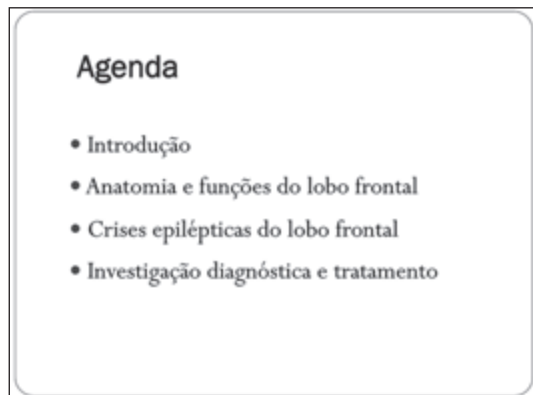 Agenda
• Introdução
• Anatomia e funções do lobo frontal
• Crises epilépticas do lobo frontal
• Investigação diagnóstica e tratamento